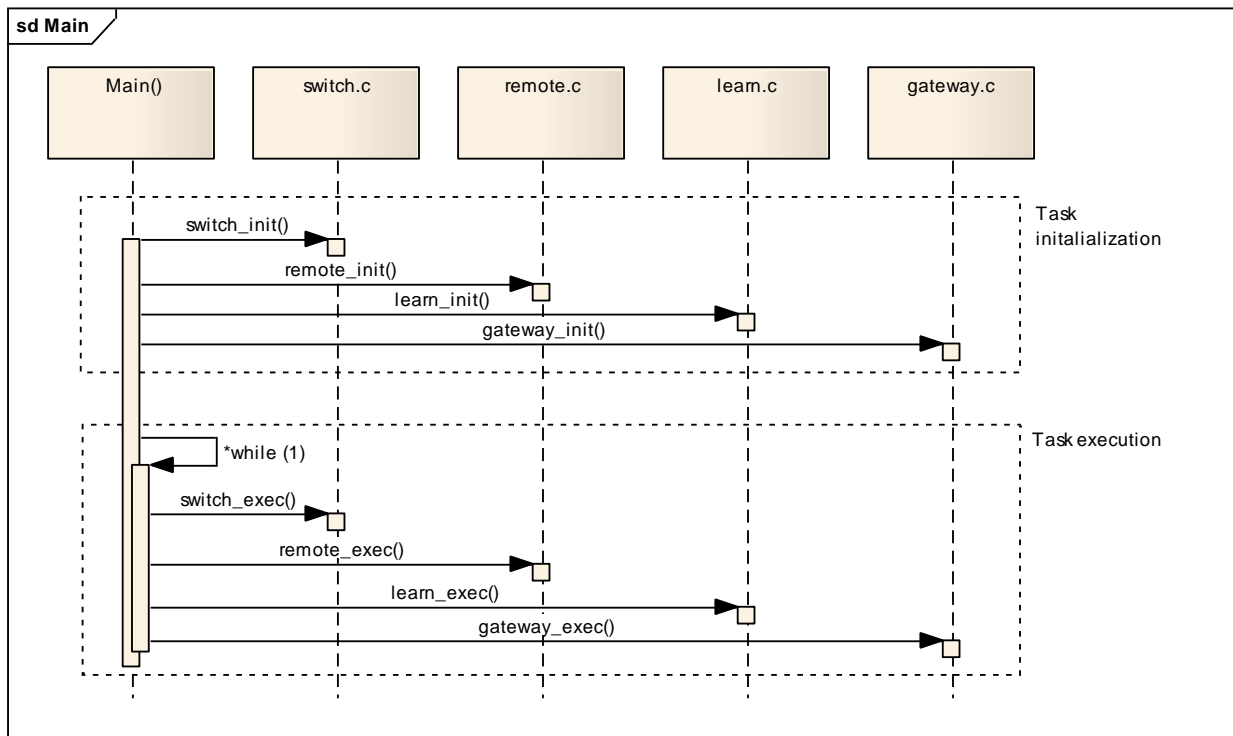 sd Main
Main()
switch.c
remote.c
learn.c
gateway.c
Task
initalialization
switch_init()
remote_init()
learn_init()
gateway_init()
Task execution
*while (1)
switch_exec()
remote_exec()
learn_exec()
gateway_exec()